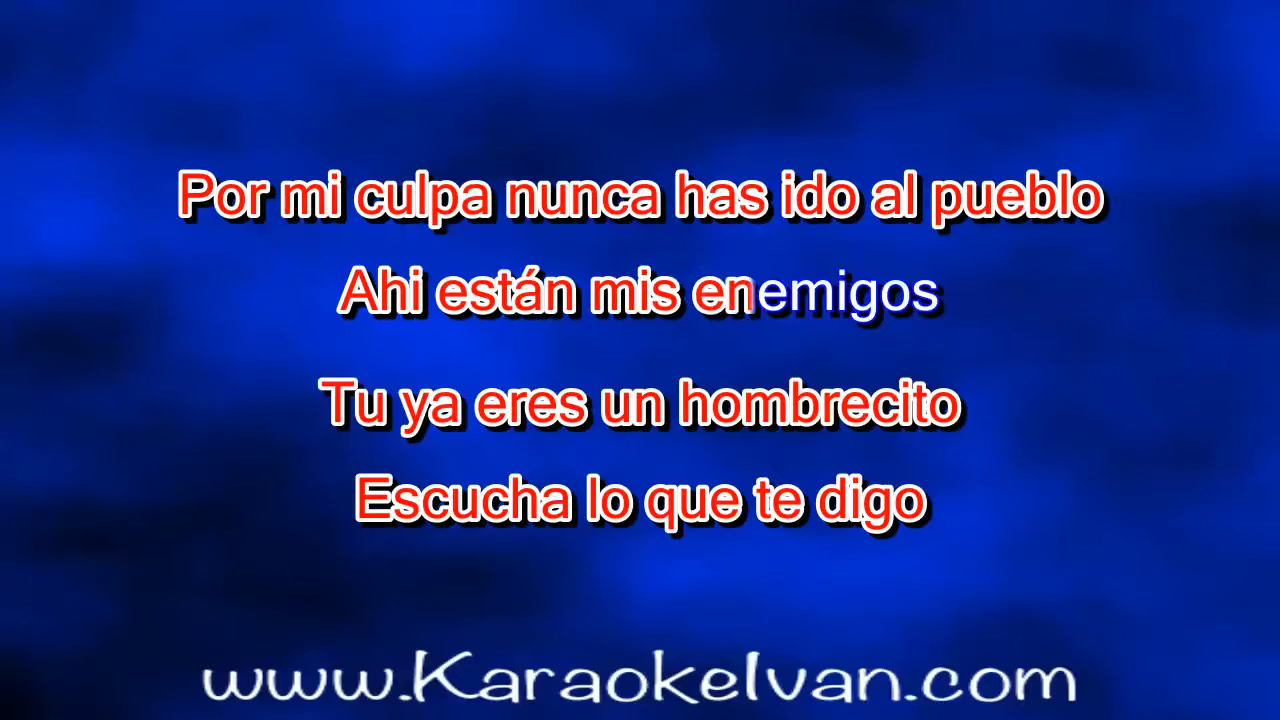 Por mi culpa nunca has ido al pueblo
Ahi están mis enemigos
Tu ya eres un hombrecito
Escucha lo que te digo
www.KaraokeIvan.com